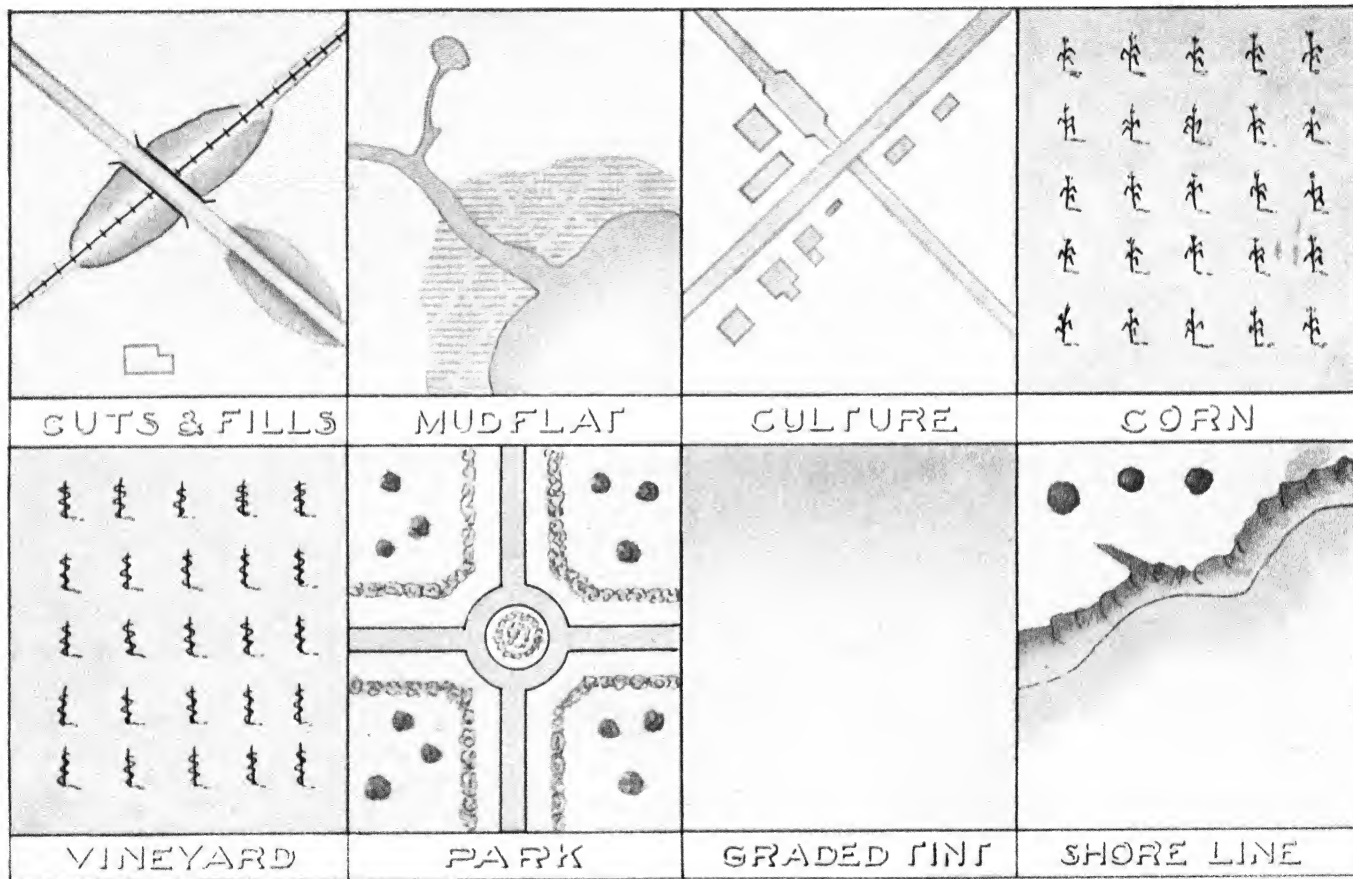 CUTS & FILLS
MUDFLAT
CULTURE
CORN
VINEYARD
PARK
GRADED TINT
SHORE LINE